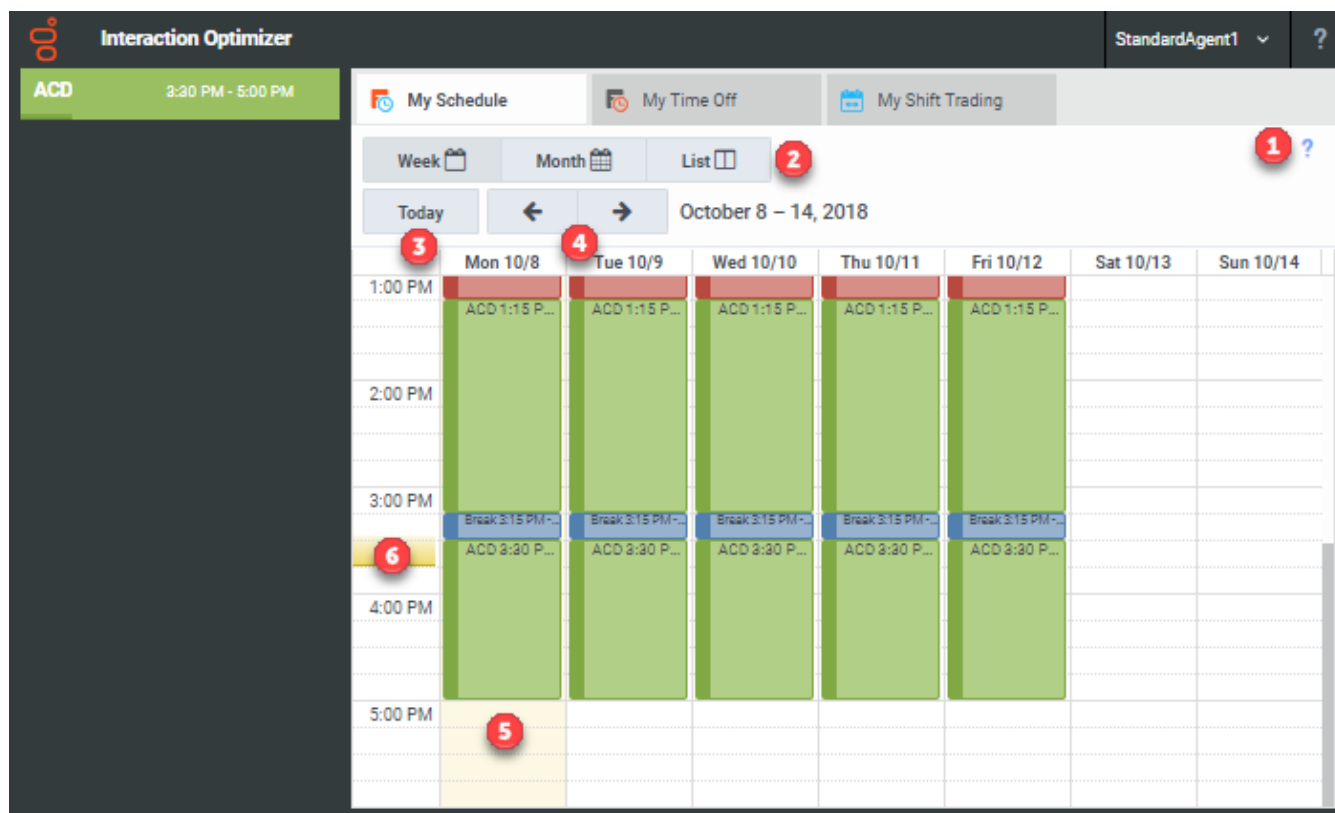 Interaction Optimizer
StandardAgent1
?
ACD 3:30 PM - 5:00 PM
My Schedule
My Time Off
My Shift Trading
1 ?
Week
Month
List
2
Today
October 8 – 14, 2018
3
4
Mon 10/8 Tue 10/9 Wed 10/10 Thu 10/11 Fri 10/12 Sat 10/13 Sun 10/14
1:00 PM
ACD 1:15 P... ACD 1:15 P... ACD 1:15 P... ACD 1:15 P... ACD 1:15 P...
2:00 PM
3:00 PM
Break 3:15 PM -... Break 3:15 PM -... Break 3:15 PM -... Break 3:15 PM -... Break 3:15 PM -...
6
ACD 3:30 P... ACD 3:30 P... ACD 3:30 P... ACD 3:30 P... ACD 3:30 P...
4:00 PM
5:00 PM
5